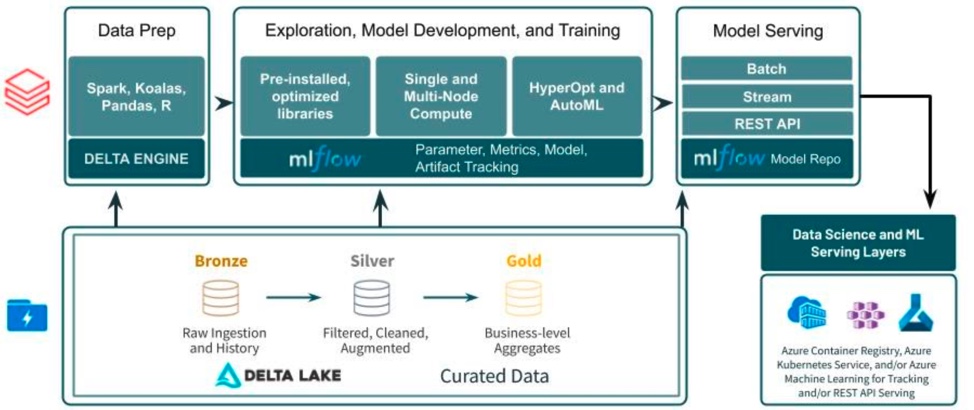 Data Prep
Spark, Koalas,
Pandas, R
DELTA ENGINE
Exploration, Model Development, and Training
Pre-installed,
optimized
libraries
Single and
Multi-Node
Compute
HyperOpt and
AutoML
mlflow
Parameter, Metrics, Model,
Artifact Tracking
Model Serving
Batch
Stream
REST API
mlflow Model Repo
Data Science and ML
Serving Layers
Azure Container Registry, Azure
Kubernetes Service, and/or Azure
Machine Learning for Tracking
and/or REST API Serving
Bronze
Raw Ingestion
and History
Silver
Filtered, Cleaned,
Augmented
Gold
Business-level
Aggregates
DELTA LAKE
Curated Data